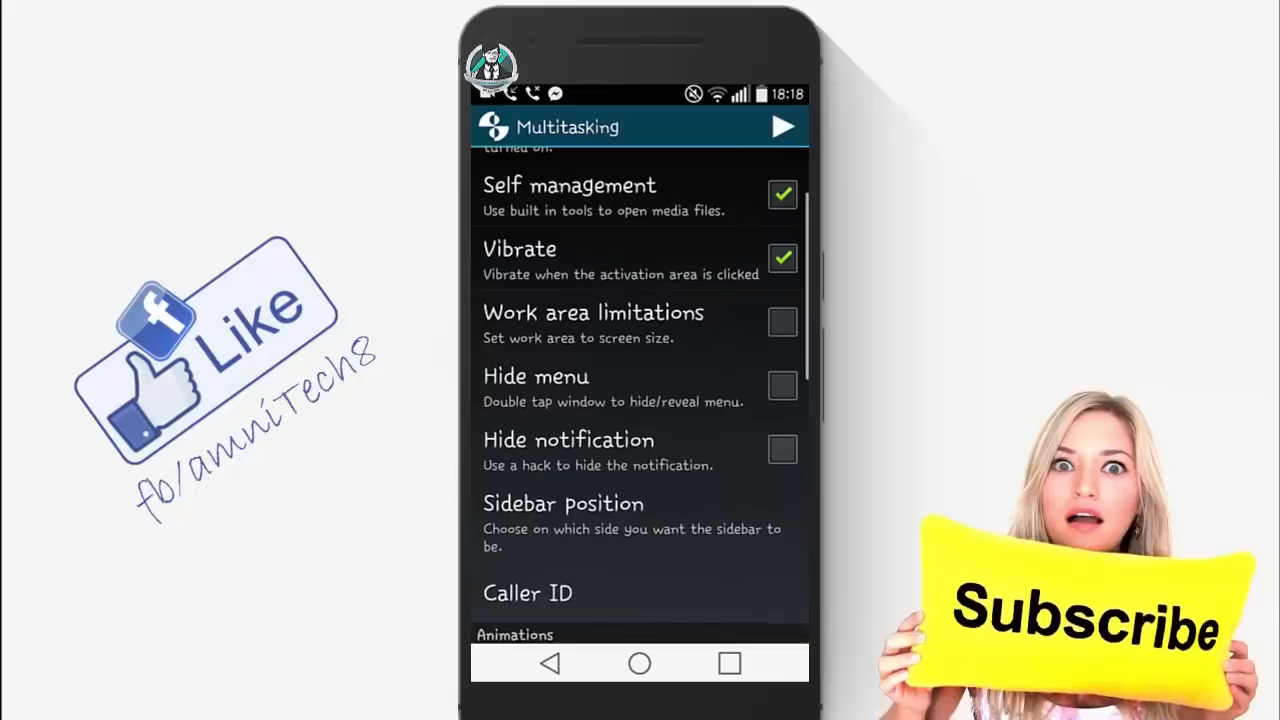 18:18
Multitasking
turned on.
Self management
Use built in tools to open media files.
Vibrate
Vibrate when the activation area is clicked
Work area limitations
Set work area to screen size.
Hide menu
Double tap window to hide/reveal menu.
Hide notification
Use a hack to hide the notification.
Sidebar position
Choose on which side you want the sidebar to
be.
Caller ID
Animations
f Like
fb/amniTech8
Subscribe